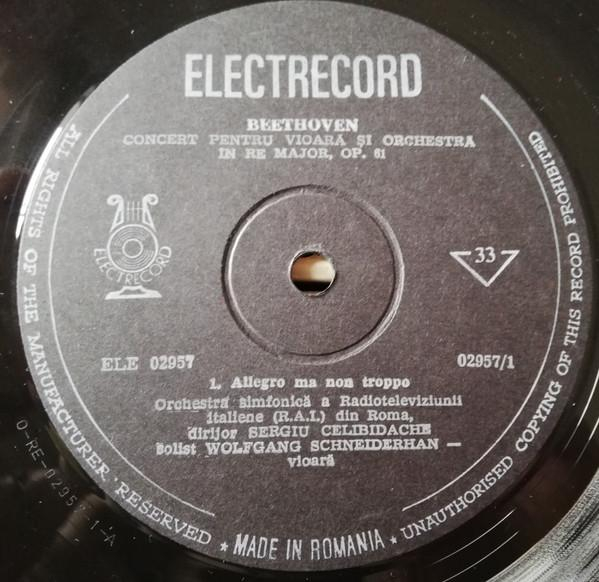 ELECTRECORD
BEETHOVEN
CONCERT PENTRU VIOARĂ ȘI ORCHESTRĂ
ÎN RE MAJOR, OP. 61
ELECTRECORD
33
ELE 02957
02957/1
1. Allegro ma non troppo
Orchestra simfonică a Radioteleviziunii
italiene (R.A.I.) din Roma,
dirijor SERGIU CELIBIDACHE
solist WOLFGANG SCHNEIDERHAN —
vioară
ALL RIGHTS OF THE MANUFACTURER RESERVED ★ MADE IN ROMANIA ★ UNAUTHORISED COPYING OF THIS RECORD PROHIBITED